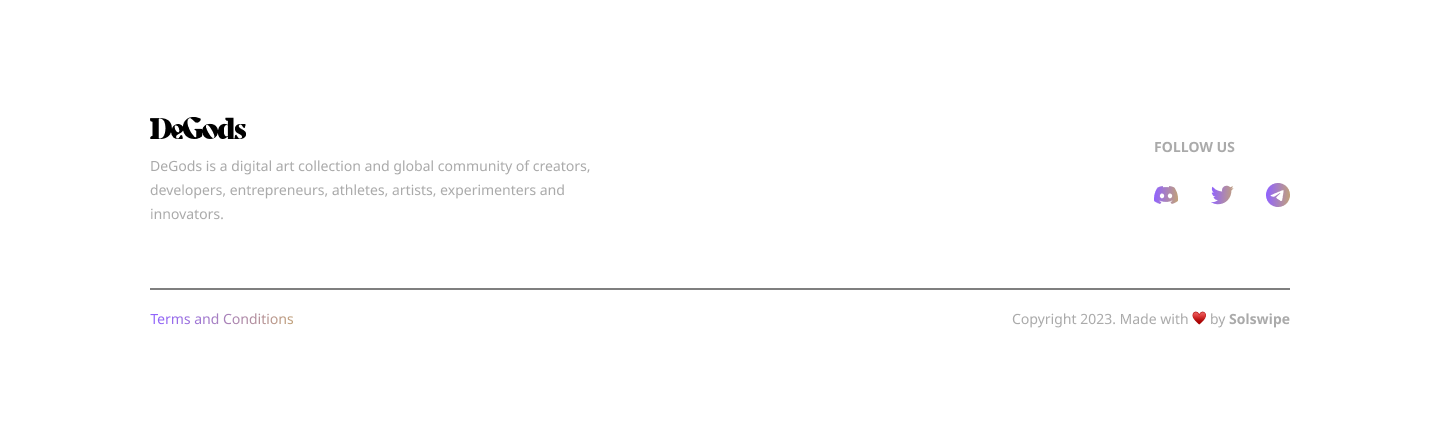 DeGods
DeGods is a digital art collection and global community of creators,
developers, entrepreneurs, athletes, artists, experimenters and
innovators.
FOLLOW US
Terms and Conditions
Copyright 2023. Made with ❤️ by Solswipe